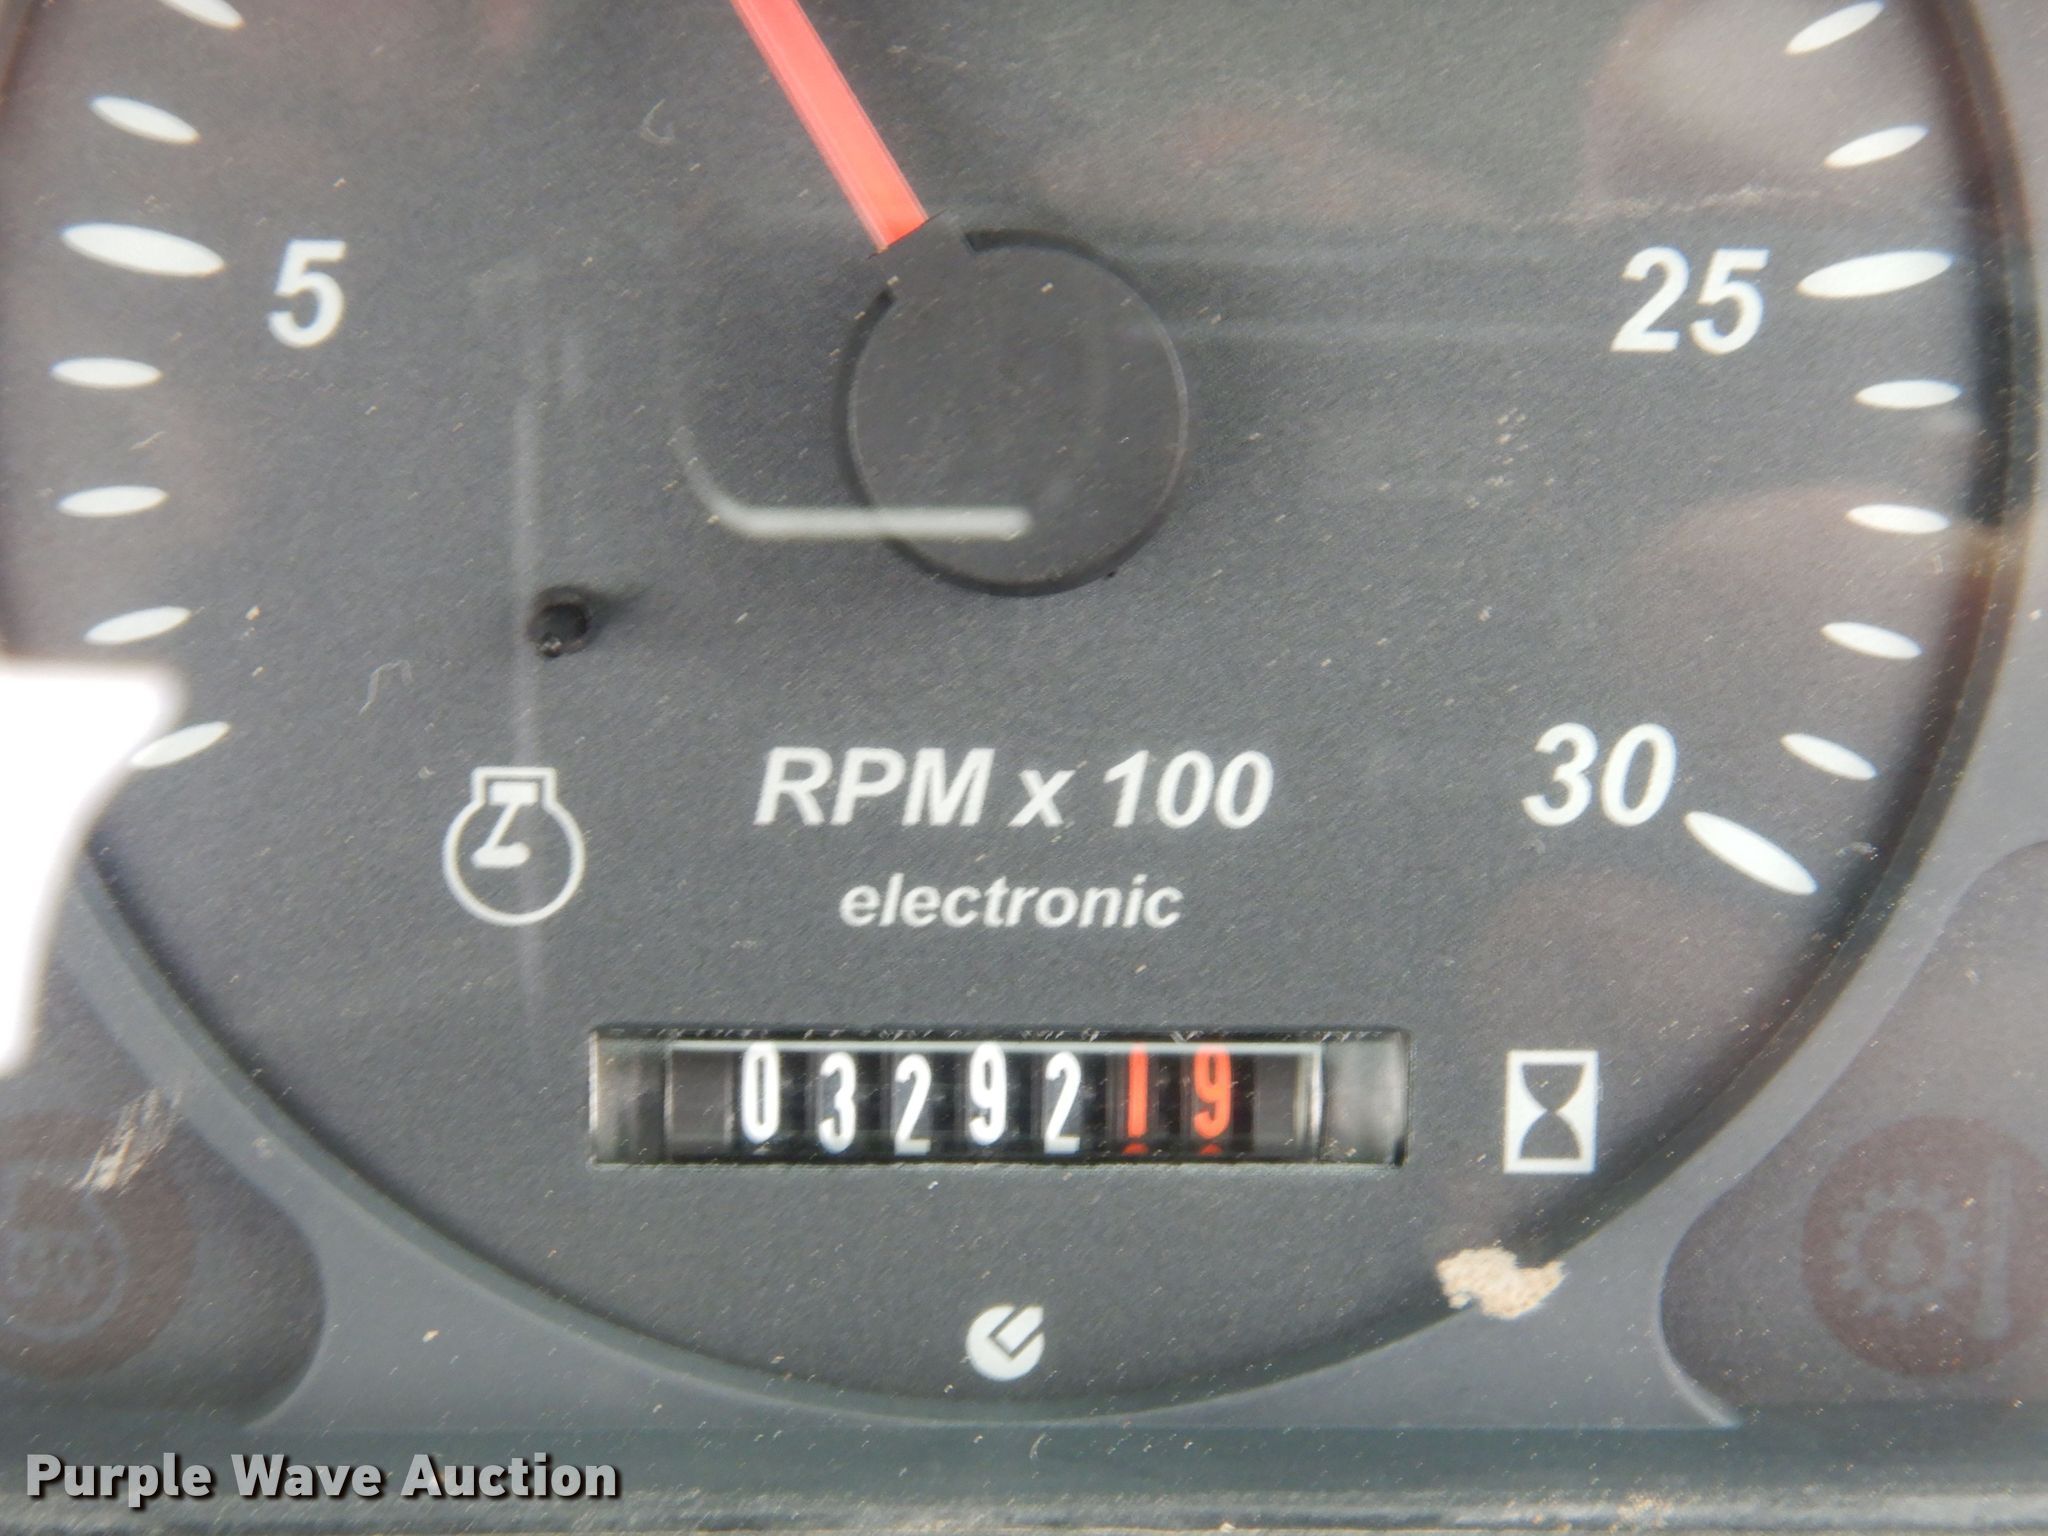 5
25
30
RPM x 100
electronic
0329219
Purple Wave Auction